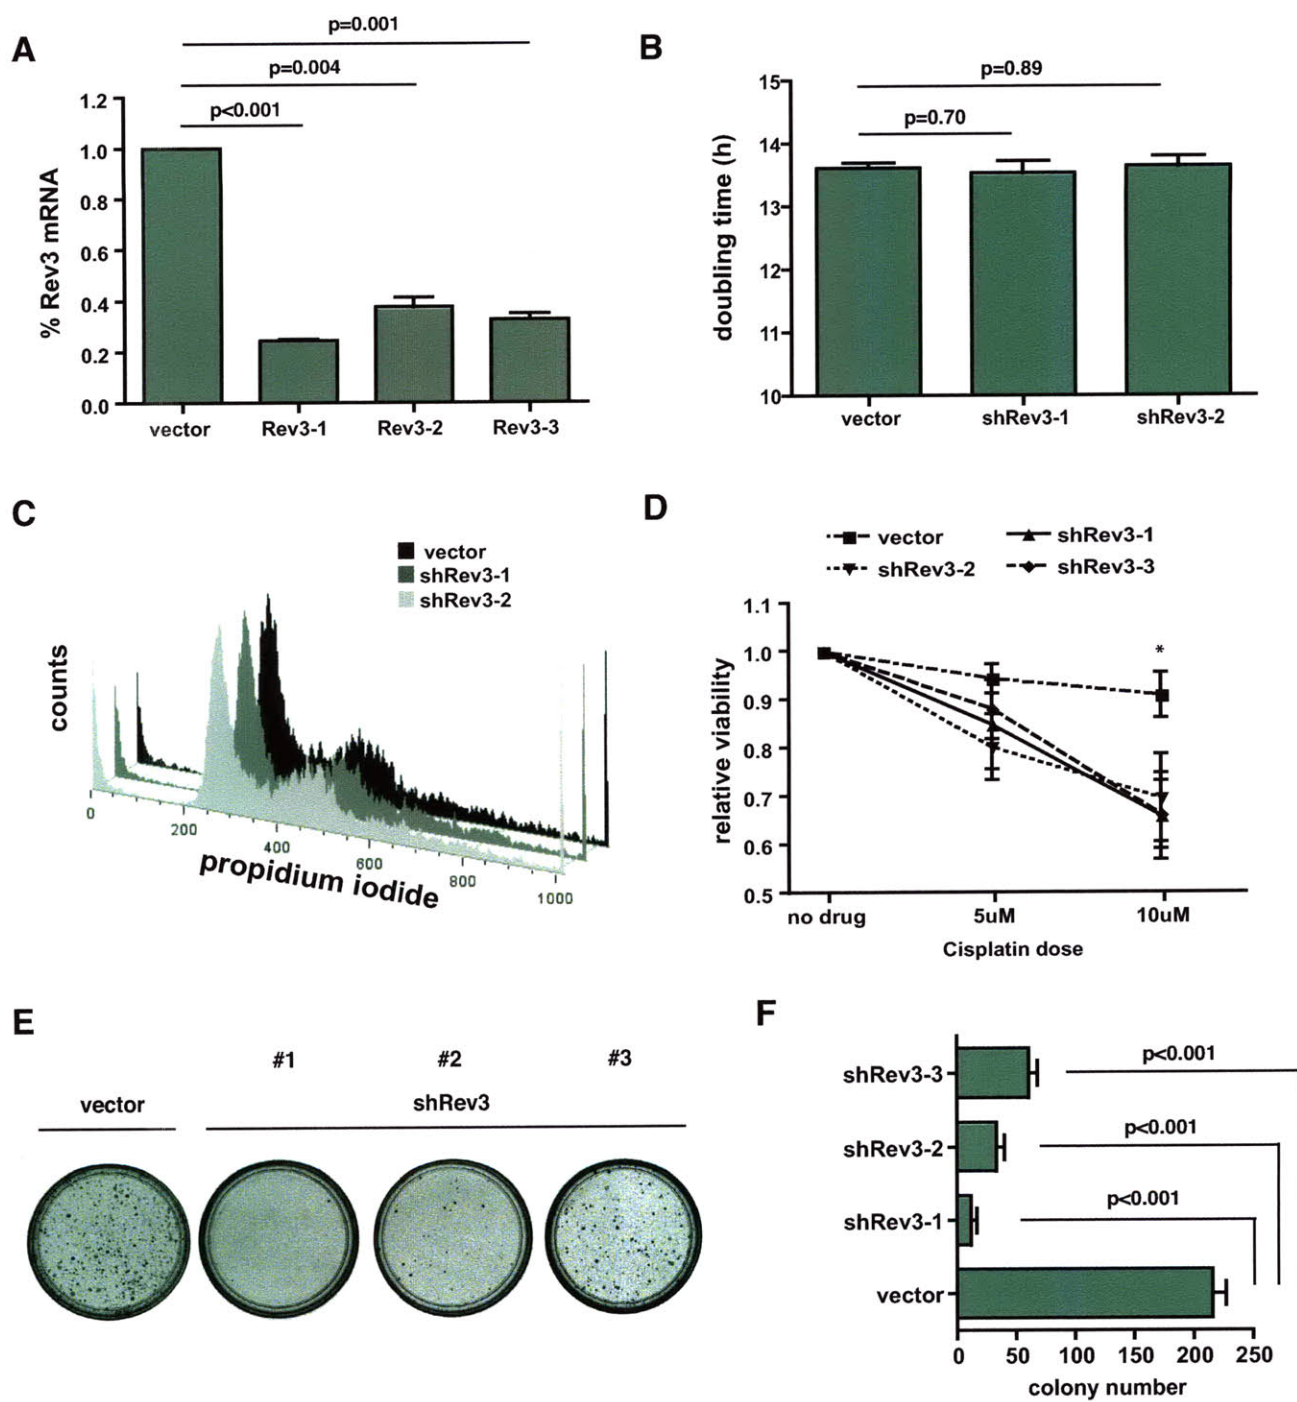 A
p=0.001
p=0.004
p<0.001
% Rev3 mRNA
1.2
1.0
0.8
0.6
0.4
0.2
0.0
vector Rev3-1 Rev3-2 Rev3-3
B
p=0.89
p=0.70
doubling time (h)
15
14
13
12
11
10
vector shRev3-1 shRev3-2
C
vector
shRev3-1
shRev3-2
counts
0 200 400 600 800 1000
propidium iodide
D
vector shRev3-1
shRev3-2 shRev3-3
relative viability
1.1
1.0
0.9
0.8
0.7
0.6
0.5
*
no drug 5uM 10uM
Cisplatin dose
E
#1 #2 #3
vector shRev3
F
shRev3-3 p<0.001
shRev3-2 p<0.001
shRev3-1 p<0.001
vector
0 50 100 150 200 250
colony number